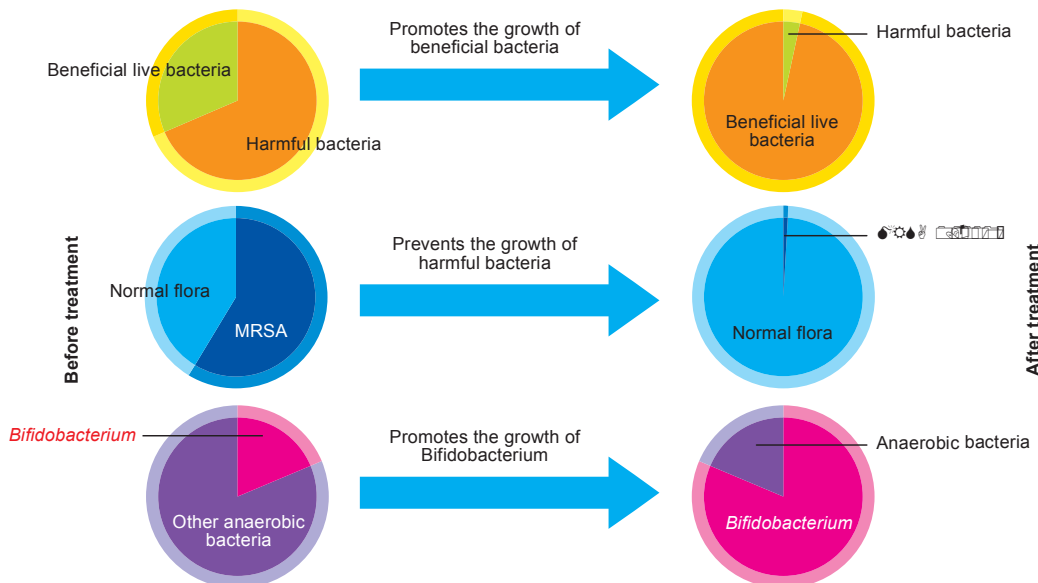 Promotes the growth of
beneficial bacteria
Beneficial live bacteria
Harmful bacteria
Harmful bacteria
Beneficial live
bacteria
Before treatment
Prevents the growth of
harmful bacteria
Normal flora
MRSA
Normal flora
After treatment
Bifidobacterium
Promotes the growth of
Bifidobacterium
Other anaerobic
bacteria
Anaerobic bacteria
Bifidobacterium